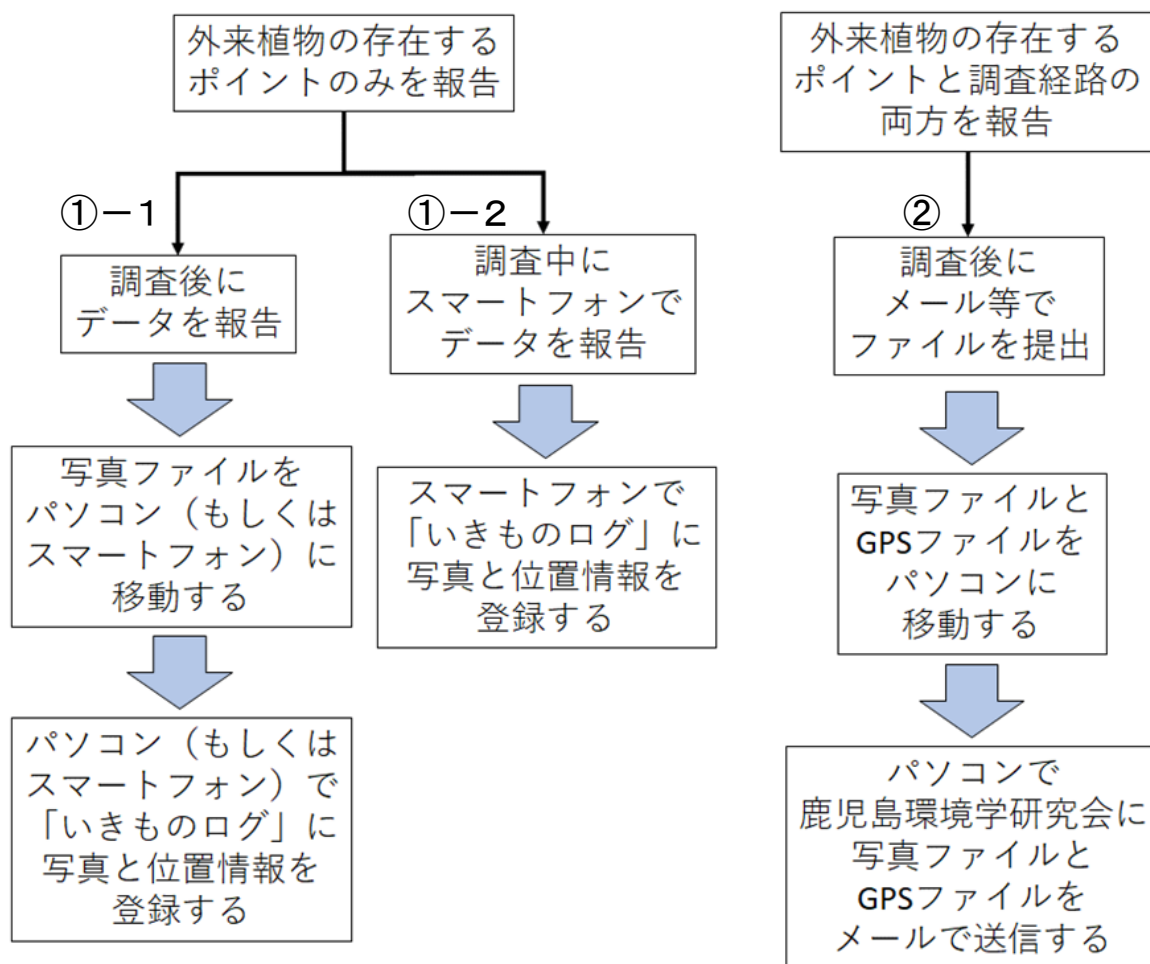 外来植物の存在する
ポイントのみを報告
①－1
調査後に
データを報告
写真ファイルを
パソコン（もしくは
スマートフォン）に
移動する
パソコン（もしくは
スマートフォン）で
「いきものログ」に
写真と位置情報を
登録する
①－2
調査中に
スマートフォンで
データを報告
スマートフォンで
「いきものログ」に
写真と位置情報を
登録する
外来植物の存在する
ポイントと調査経路の
両方を報告
②
調査後に
メール等で
ファイルを提出
写真ファイルと
GPSファイルを
パソコンに
移動する
パソコンで
鹿児島環境学研究会に
写真ファイルと
GPSファイルを
メールで送信する